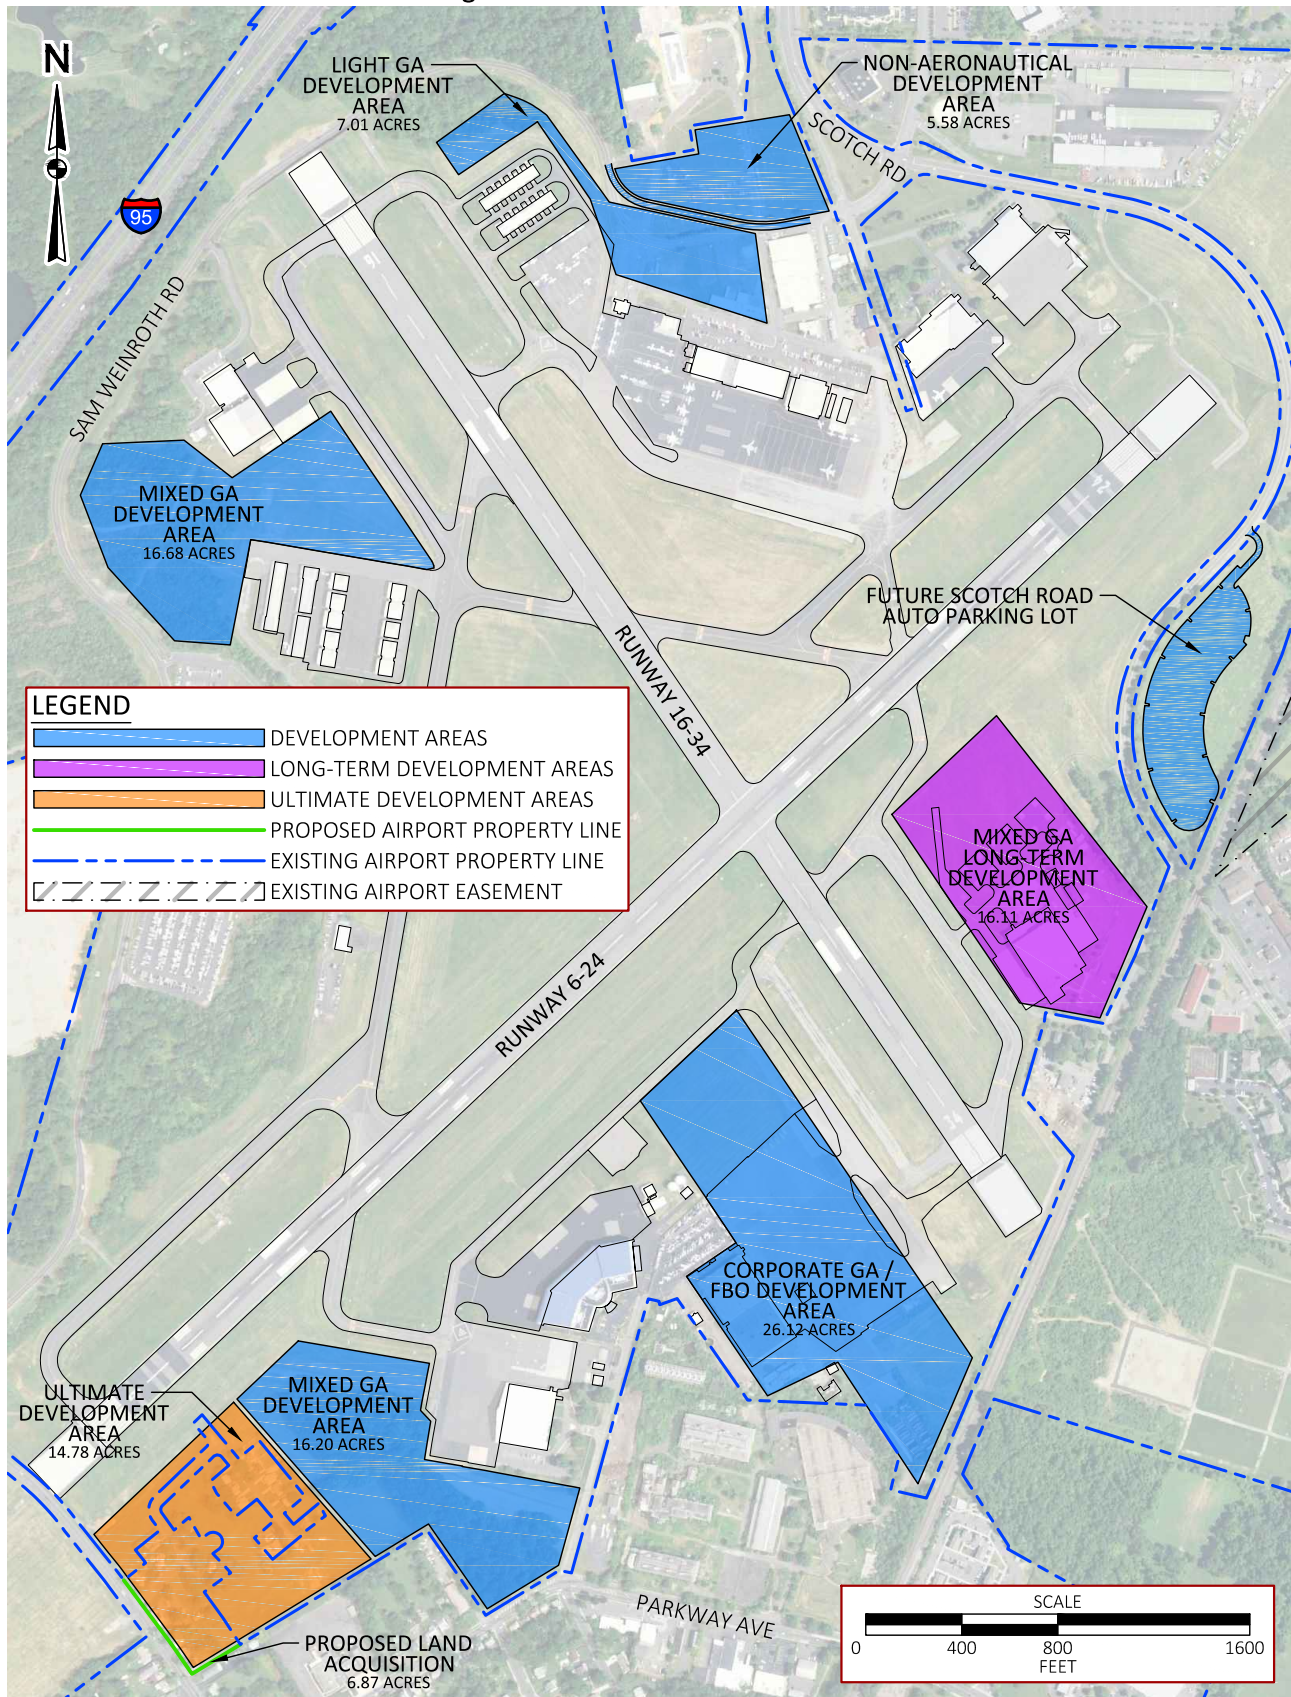 N
LIGHT GA
DEVELOPMENT
AREA
7.01 ACRES
NON-AERONAUTICAL
DEVELOPMENT
AREA
5.58 ACRES
SCOTCH RD
95
SAM WEINROTH RD
MIXED GA
DEVELOPMENT
AREA
16.68 ACRES
FUTURE SCOTCH ROAD
AUTO PARKING LOT
RUNWAY 16-34
LEGEND
DEVELOPMENT AREAS
LONG-TERM DEVELOPMENT AREAS
ULTIMATE DEVELOPMENT AREAS
PROPOSED AIRPORT PROPERTY LINE
EXISTING AIRPORT PROPERTY LINE
EXISTING AIRPORT EASEMENT
MIXED GA
LONG-TERM
DEVELOPMENT
AREA
16.11 ACRES
RUNWAY 6-24
CORPORATE GA /
FBO DEVELOPMENT
AREA
26.12 ACRES
ULTIMATE
DEVELOPMENT
AREA
14.78 ACRES
MIXED GA
DEVELOPMENT
AREA
16.20 ACRES
PARKWAY AVE
PROPOSED LAND
ACQUISITION
6.87 ACRES
SCALE
0 400 800 1600
FEET